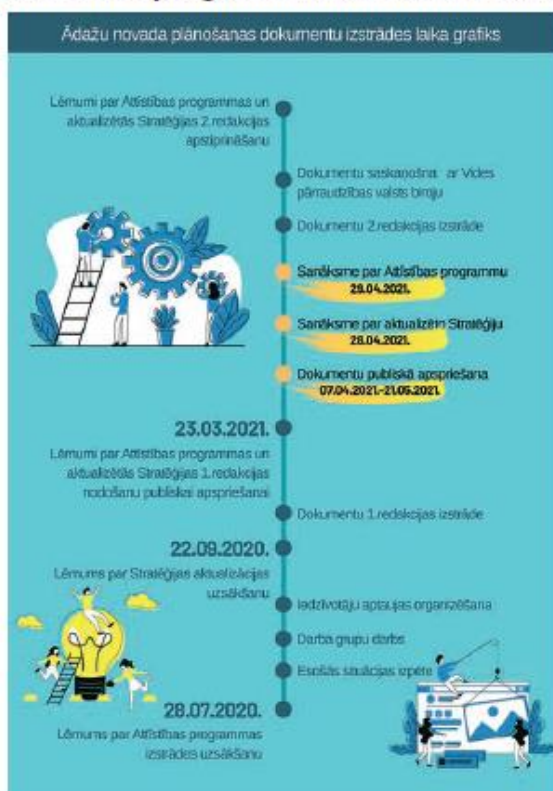 Ādažu novada plānošanas dokumentu izstrādes laika grafiks
Lēmumi par Attīstības programmas un
aktualizētās Stratēģijas 2.redakcijas
apstiprināšanu
Dokumentu saskaņošna ar Vides
pārraudzības valsts biroju
Dokumentu 2.redakcijas izstrāde
Sanāksme par Attīstības programmu
29.04.2021.
Sanāksme par aktualizēto Stratēģiju
28.04.2021.
Dokumentu publiskā apspriešana
07.04.2021.-21.05.2021.
23.03.2021.
Lēmumi par Attīstības programmas un
aktualizētās Stratēģijas 1.redakcijas
nodošanu publiskai apspriešanai
Dokumentu 1.redakcijas izstrāde
22.09.2020.
Lēmums par Stratēģijas aktualizācijas
uzsākšanu
Iedzīvotāju aptaujas organizēšana
Darba grupu darbs
Esošās situācijas izpēte
28.07.2020.
Lēmums par Attīstības programmas
izstrādes uzsākšanu